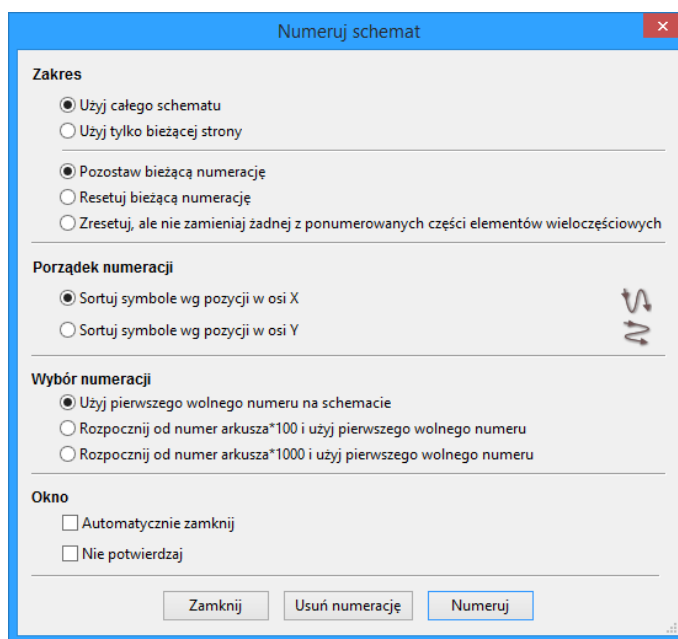 Numeruj schemat
Zakres
Użyj całego schematu
Użyj tylko bieżącej strony
Pozostaw bieżącą numerację
Resetuj bieżącą numerację
Zresetuj, ale nie zamieniaj żadnej z ponumerowanych części elementów wieloczęściowych
Porządek numeracji
Sortuj symbole wg pozycji w osi X
Sortuj symbole wg pozycji w osi Y
Wybór numeracji
Użyj pierwszego wolnego numeru na schemacie
Rozpocznij od numer arkusza*100 i użyj pierwszego wolnego numeru
Rozpocznij od numer arkusza*1000 i użyj pierwszego wolnego numeru
Okno
Automatycznie zamknij
Nie potwierdzaj
Zamknij Usuń numerację Numeruj